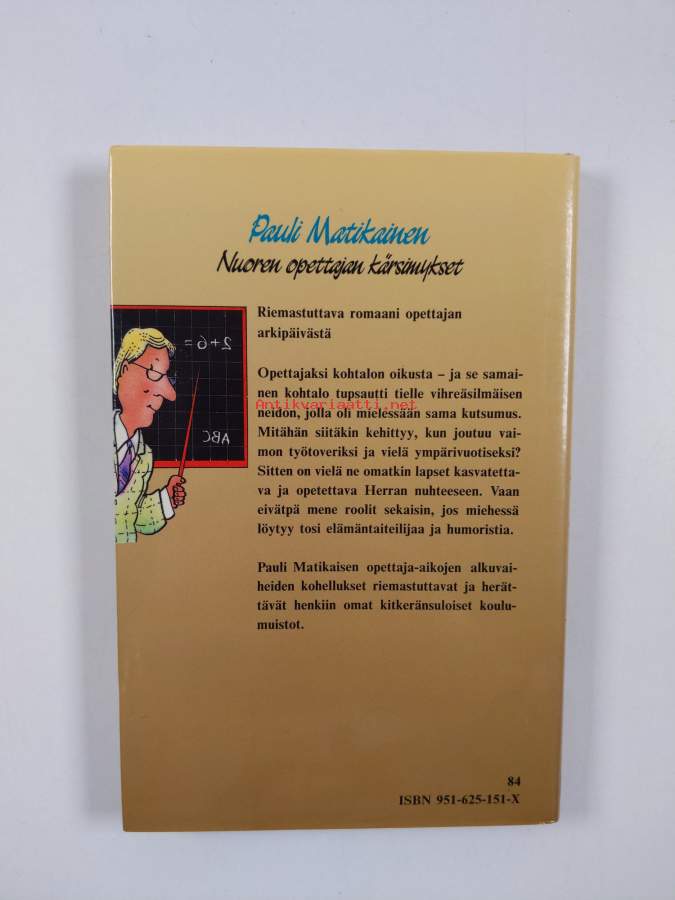 Pauli Matikainen
Nuoren opettajan kärsimykset
Riemastuttava romaani opettajan
arkipäivästä
2+6=
ABC
Opettajaksi kohtalon oikusta – ja se samai-
nen kohtalo tupsautti tielle vihreäsilmäisen
Antikvariaatti.net
neidon, jolla oli mielessään sama kutsumus.
Mitähän siitäkin kehittyy, kun joutuu vai-
mon työtoveriksi ja vielä ympärivuotiseksi?
Sitten on vielä ne omatkin lapset kasvatetta-
va ja opetettava Herran nuhteeseen. Vaan
eivätpä mene roolit sekaisin, jos miehessä
löytyy tosi elämäntaiteilijaa ja humoristia.
Pauli Matikaisen opettaja-aikojen alkuvai-
heiden kohellukset riemastuttavat ja herät-
tävät henkiin omat kitkeränsuloiset koulu-
muistot.
84
ISBN 951-625-151-X